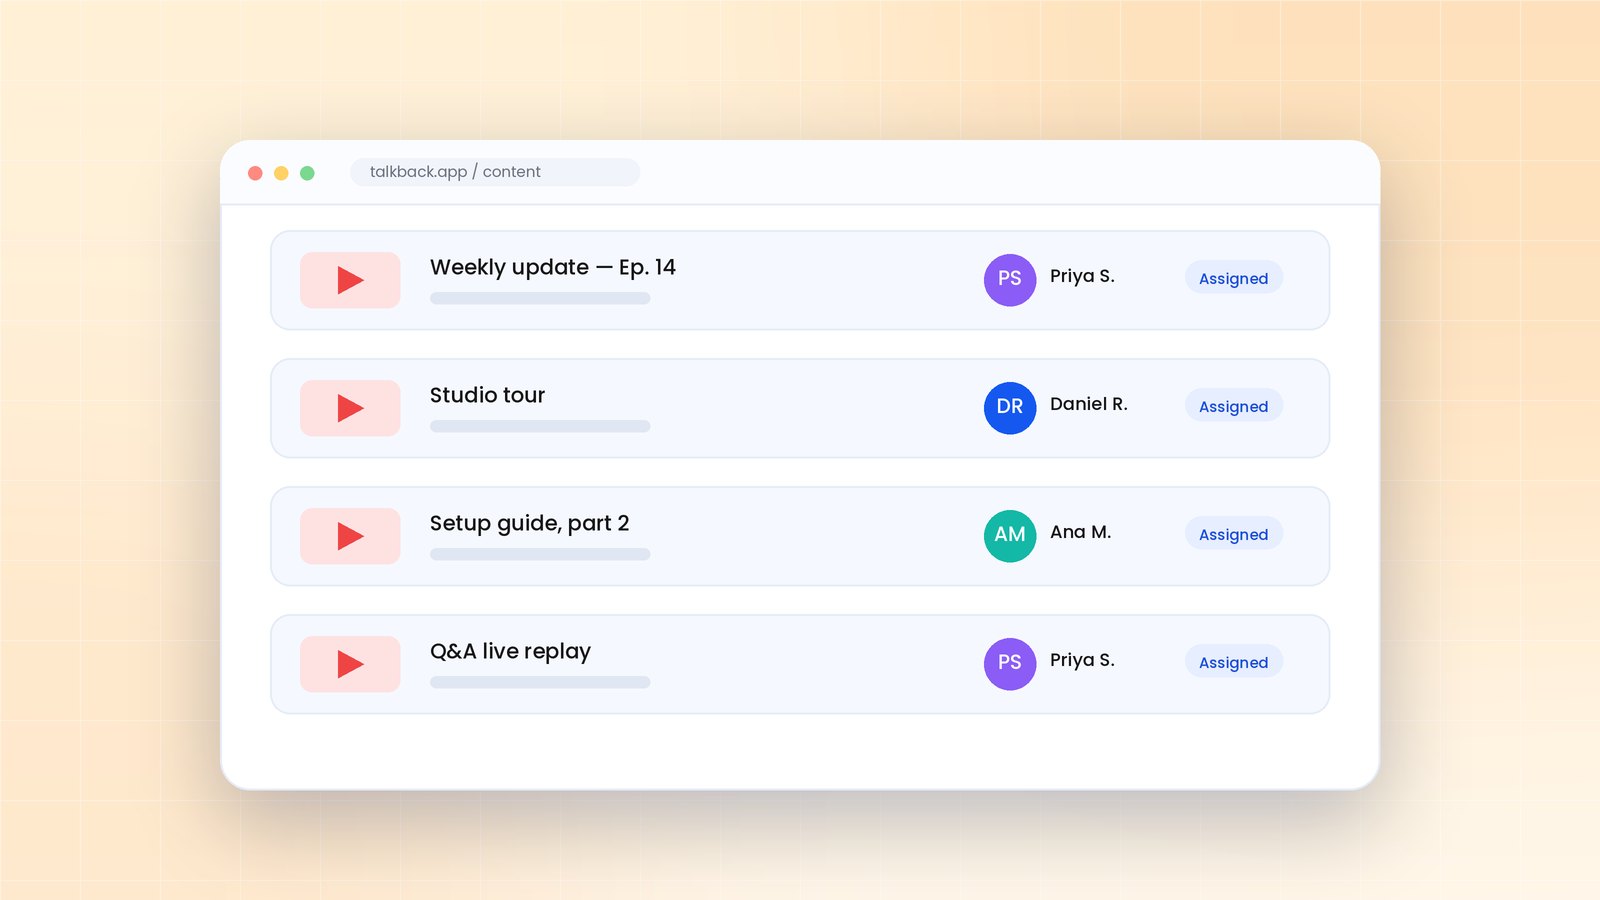 talkback.app / content
Weekly update — Ep. 14
PS
Priya S.
Assigned
Studio tour
DR
Daniel R.
Assigned
Setup guide, part 2
AM
Ana M.
Assigned
Q&A live replay
PS
Priya S.
Assigned